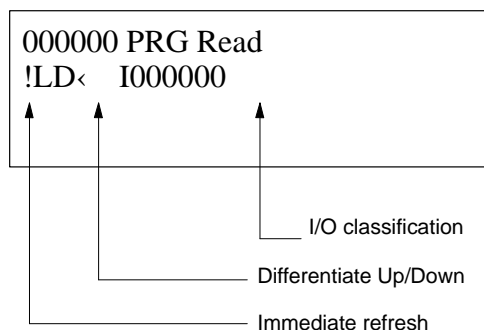 000000 PRG Read
!LD‹ I000000
I/O classification
Differentiate Up/Down
Immediate refresh